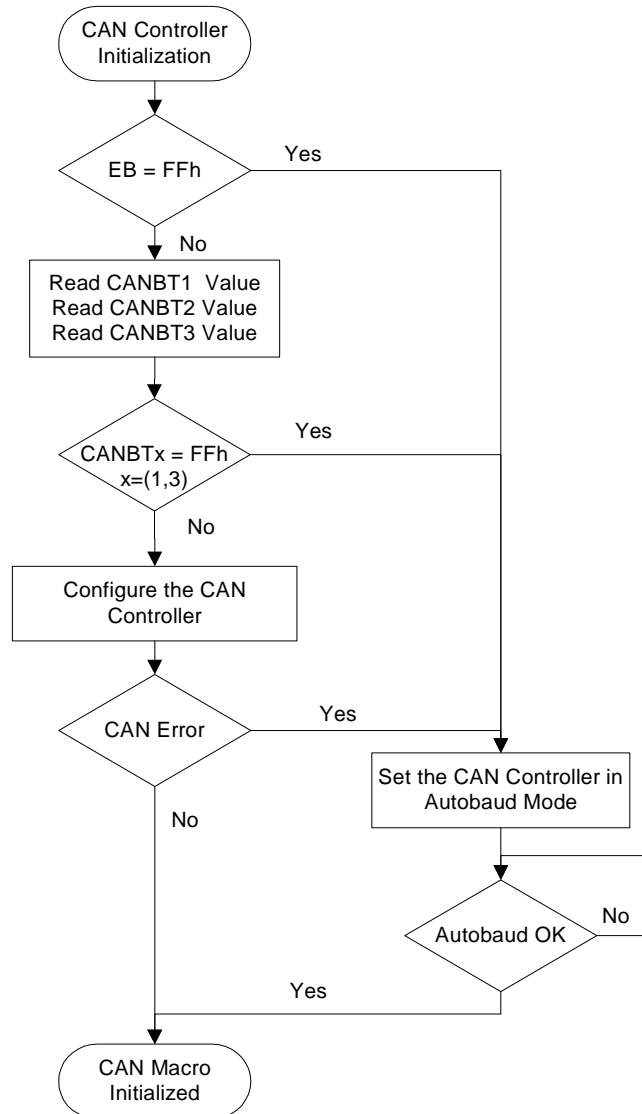 CAN Controller
Initialization
EB = FFh
Yes
No
Read CANBT1 Value
Read CANBT2 Value
Read CANBT3 Value
CANBTx = FFh
x=(1,3)
Yes
No
Configure the CAN
Controller
CAN Error
Yes
No
Set the CAN Controller in
Autobaud Mode
Autobaud OK
No
Yes
CAN Macro
Initialized